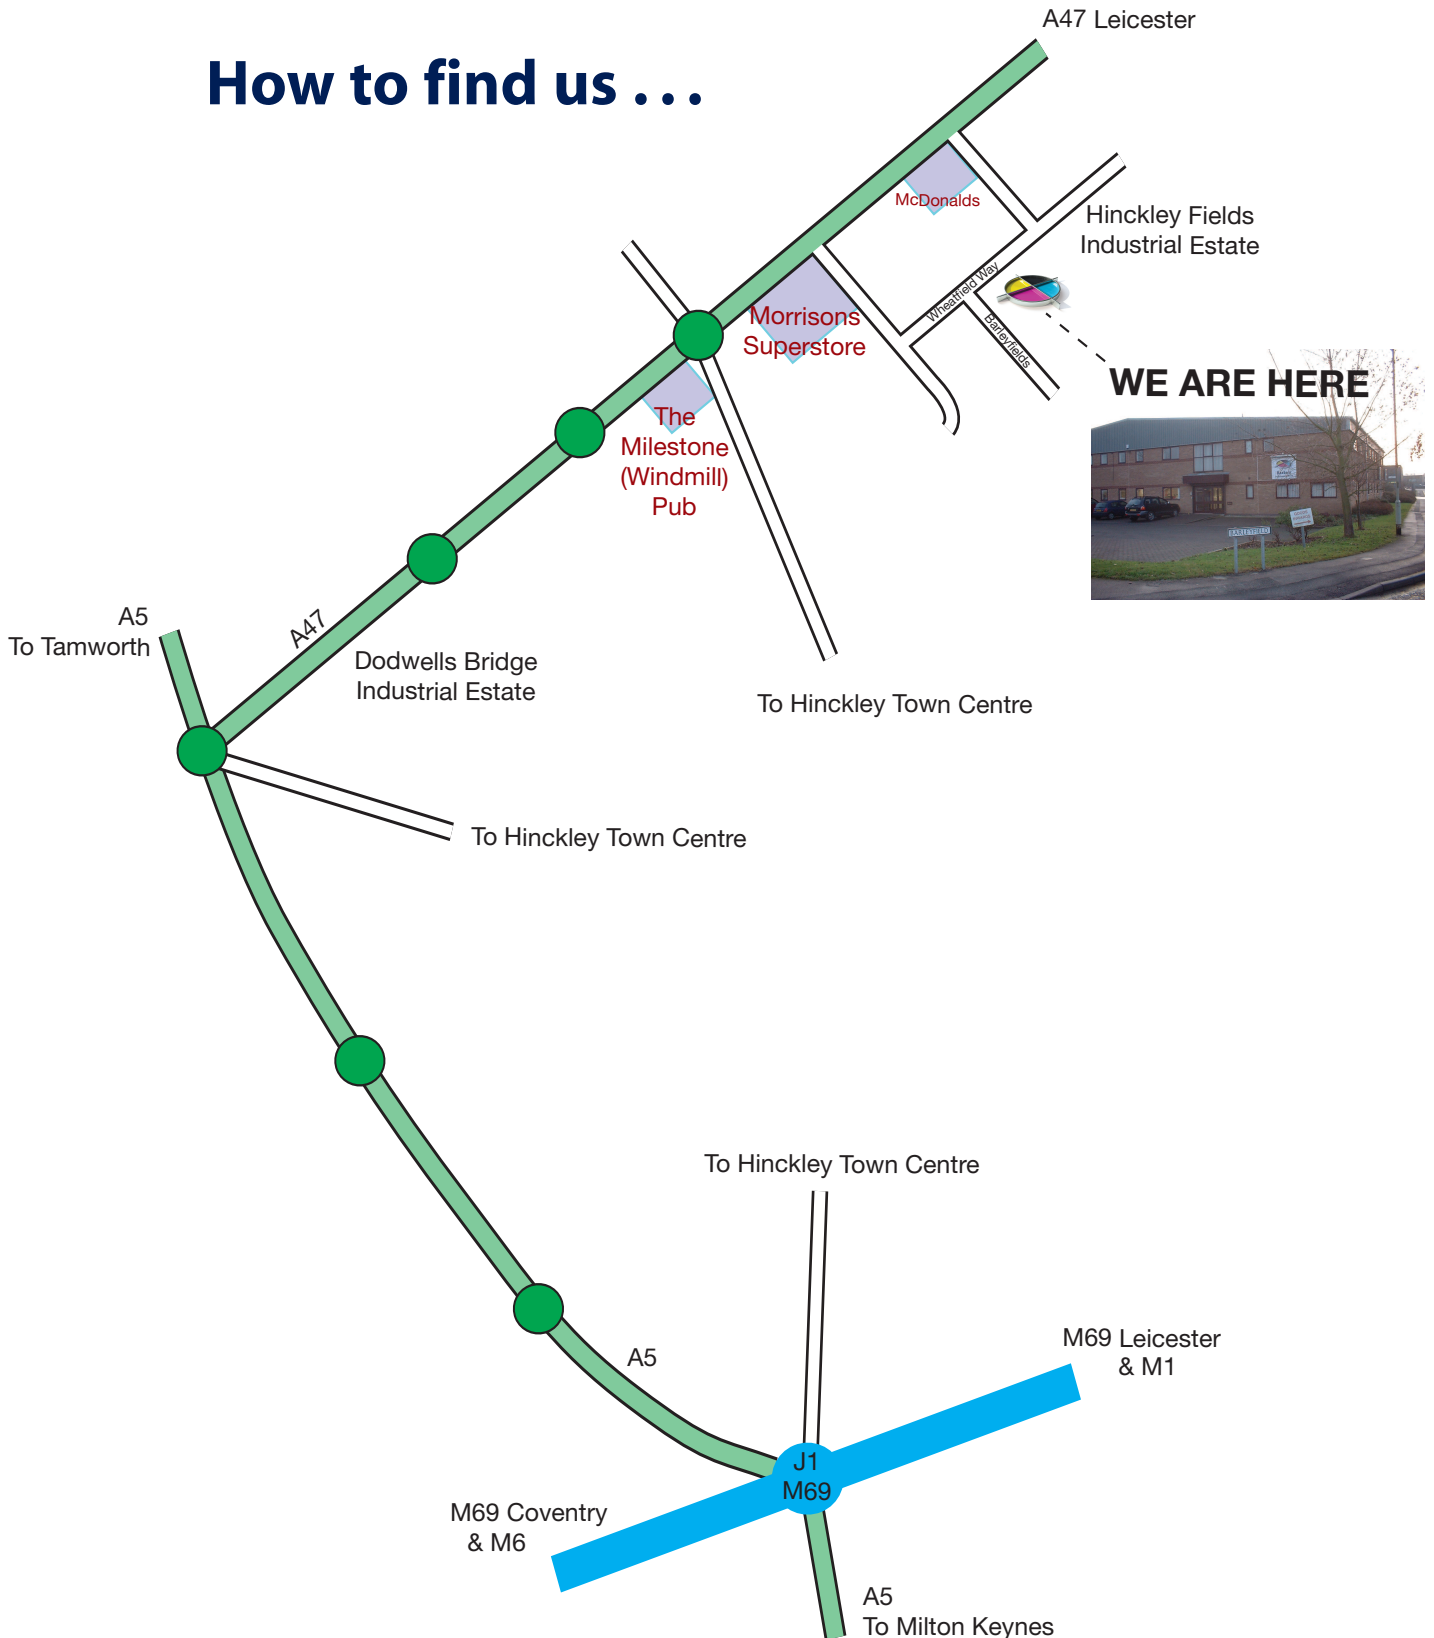 A47 Leicester
How to find us . . .
McDonalds
Hinckley Fields
Industrial Estate
Wheatfield Way
Barleyfields
Morrisons
Superstore
WE ARE HERE
The
Milestone
(Windmill)
Pub
BARLEYFIELD
A5
To Tamworth
A47
Dodwells Bridge
Industrial Estate
To Hinckley Town Centre
To Hinckley Town Centre
To Hinckley Town Centre
M69 Leicester
& M1
A5
J1
M69
M69 Coventry
& M6
A5
To Milton Keynes